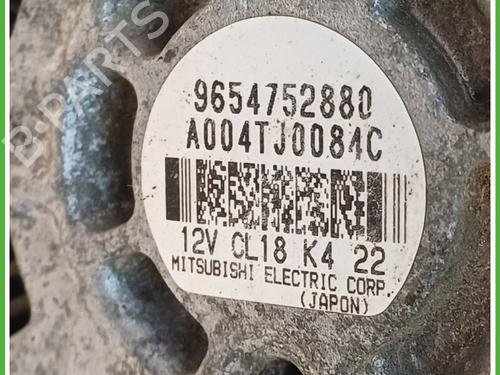 B-PARTS
9654752880
A004TJ0084C
12V CL18 K4 22
MITSUBISHI ELECTRIC CORP.
(JAPON)